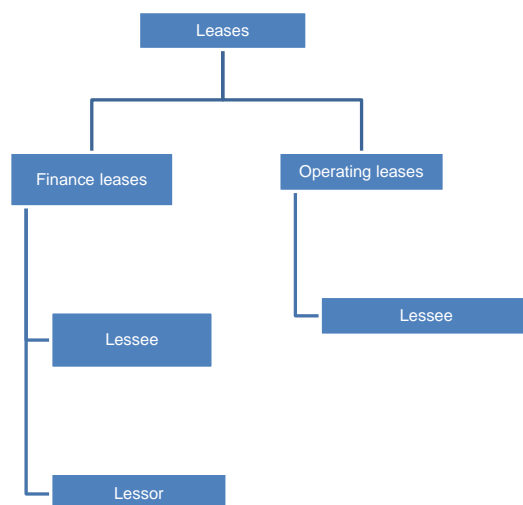 Leases
Finance leases
Operating leases
Lessee
Lessee
Lessor